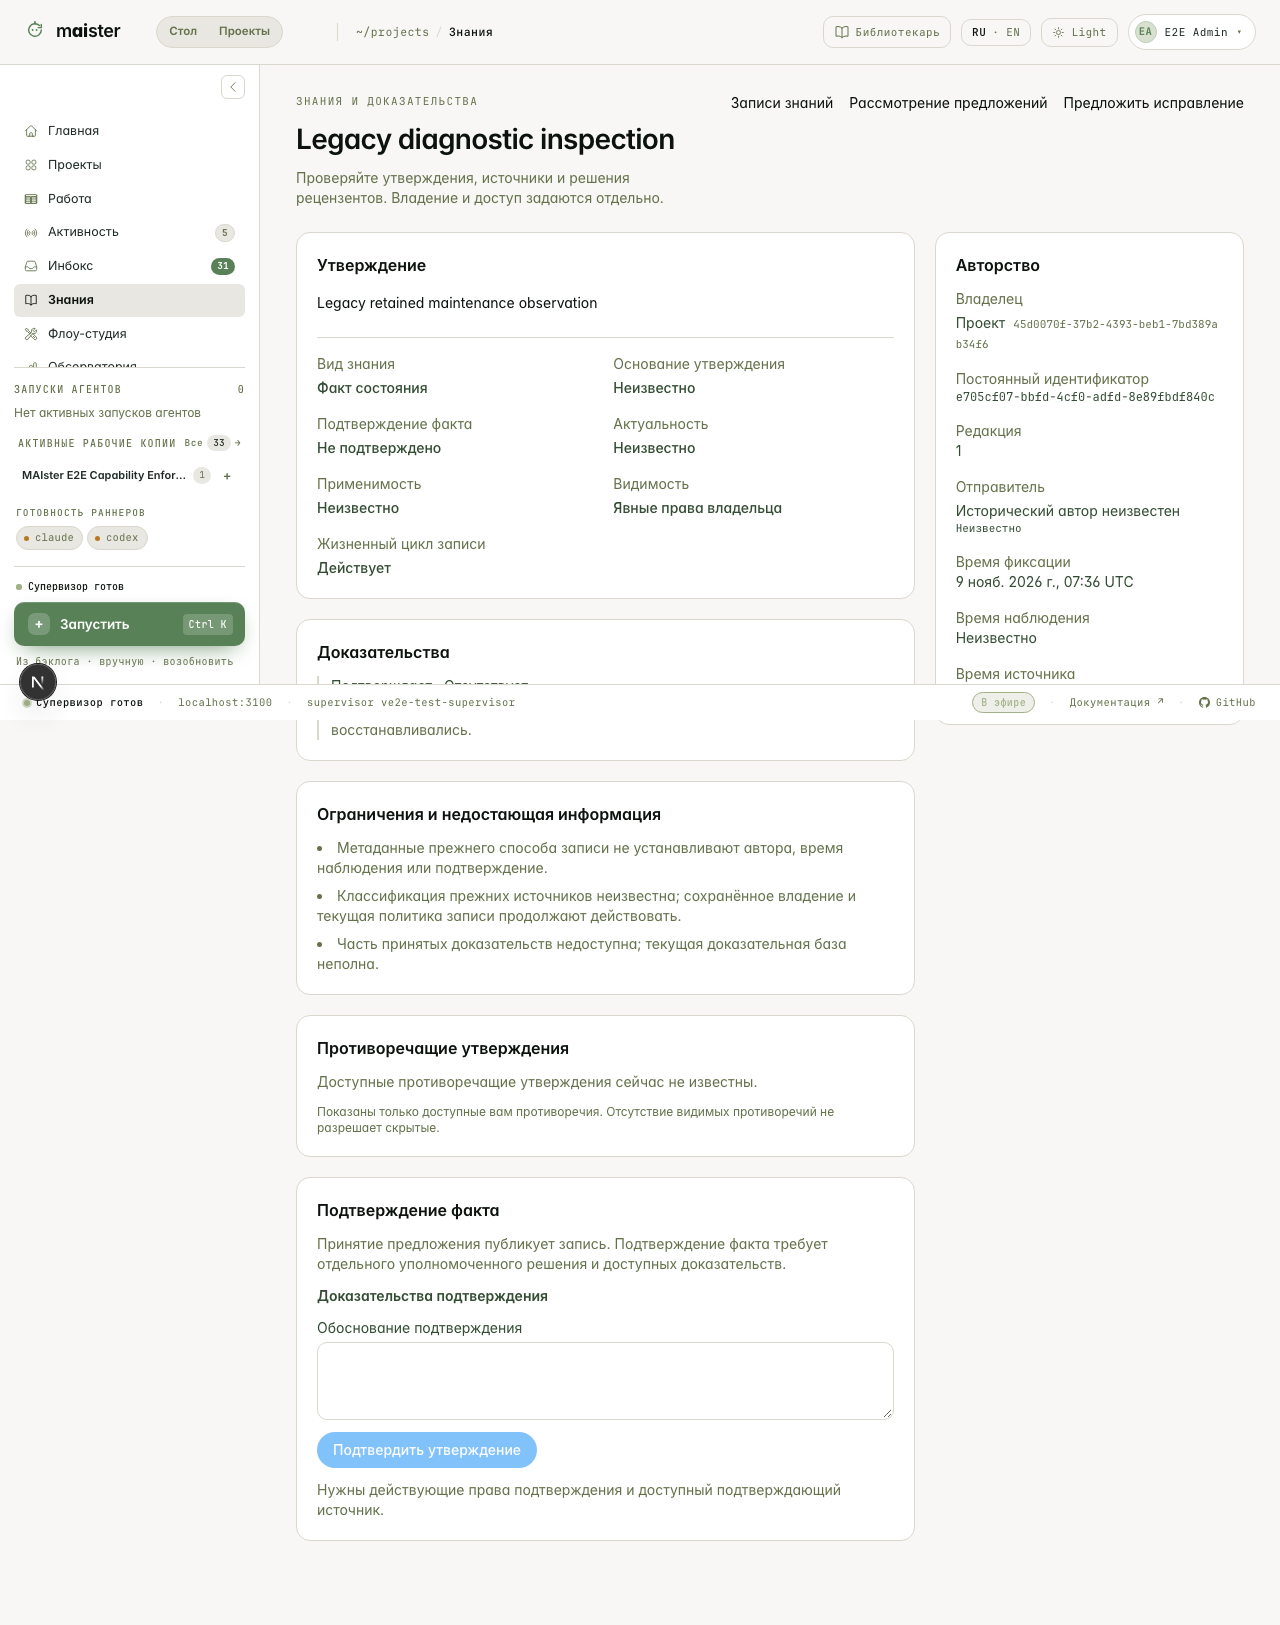 maister
Стол Проекты
~/projects / Знания
Библиотекарь
RU · EN
Light
EA E2E Admin
Главная
Проекты
Работа
Активность 5
Инбокс 31
Знания
Флоу-студия
Обсерватория
ЗАПУСКИ АГЕНТОВ 0
Нет активных запусков агентов
АКТИВНЫЕ РАБОЧИЕ КОПИИ Все 33 →
MAIster E2E Capability Enfor… 1 +
ГОТОВНОСТЬ РАННЕРОВ
claude codex
Супервизор готов
+ Запустить Ctrl K
Из бэклога · вручную · возобновить
ЗНАНИЯ И ДОКАЗАТЕЛЬСТВА
Записи знаний Рассмотрение предложений Предложить исправление
Legacy diagnostic inspection
Проверяйте утверждения, источники и решения
рецензентов. Владение и доступ задаются отдельно.
Утверждение
Legacy retained maintenance observation
Вид знания
Факт состояния
Основание утверждения
Неизвестно
Подтверждение факта
Не подтверждено
Актуальность
Неизвестно
Применимость
Неизвестно
Видимость
Явные права владельца
Жизненный цикл записи
Действует
Авторство
Владелец
Проект 45d0070f-37b2-4393-beb1-7bd389a
b34f6
Постоянный идентификатор
e705cf07-bbfd-4cf0-adfd-8e89fbdf840c
Редакция
1
Отправитель
Исторический автор неизвестен
Неизвестно
Время фиксации
9 нояб. 2026 г., 07:36 UTC
Время наблюдения
Неизвестно
Время источника
Доказательства
восстанавливались.
N
Супервизор готов · localhost:3100 · supervisor ve2e-test-supervisor
В эфире · Документация ↗ · GitHub
Ограничения и недостающая информация
• Метаданные прежнего способа записи не устанавливают автора, время
наблюдения или подтверждение.
• Классификация прежних источников неизвестна; сохранённое владение и
текущая политика записи продолжают действовать.
• Часть принятых доказательств недоступна; текущая доказательная база
неполна.
Противоречащие утверждения
Доступные противоречащие утверждения сейчас не известны.
Показаны только доступные вам противоречия. Отсутствие видимых противоречий не
разрешает скрытые.
Подтверждение факта
Принятие предложения публикует запись. Подтверждение факта требует
отдельного уполномоченного решения и доступных доказательств.
Доказательства подтверждения
Обоснование подтверждения
Подтвердить утверждение
Нужны действующие права подтверждения и доступный подтверждающий
источник.